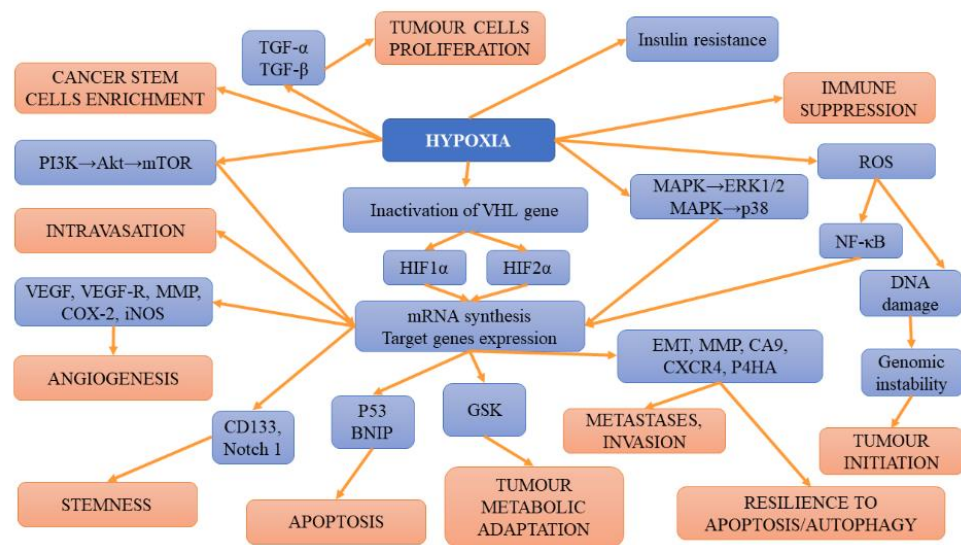 TGF-α
TGF-β
TUMOUR CELLS
PROLIFERATION
Insulin resistance
CANCER STEM
CELLS ENRICHMENT
IMMUNE
SUPPRESSION
HYPOXIA
PI3K→Akt→mTOR
ROS
MAPK→ERK1/2
MAPK→p38
Inactivation of VHL gene
INTRAVASATION
NF-κB
HIF1α
HIF2α
DNA
damage
VEGF, VEGF-R, MMP,
COX-2, iNOS
mRNA synthesis
Target genes expression
EMT, MMP, CA9,
CXCR4, P4HA
Genomic
instability
ANGIOGENESIS
CD133,
Notch 1
P53
BNIP
GSK
METASTASES,
INVASION
TUMOUR
INITIATION
STEMNESS
APOPTOSIS
TUMOUR
METABOLIC
ADAPTATION
RESILIENCE TO
APOPTOSIS/AUTOPHAGY